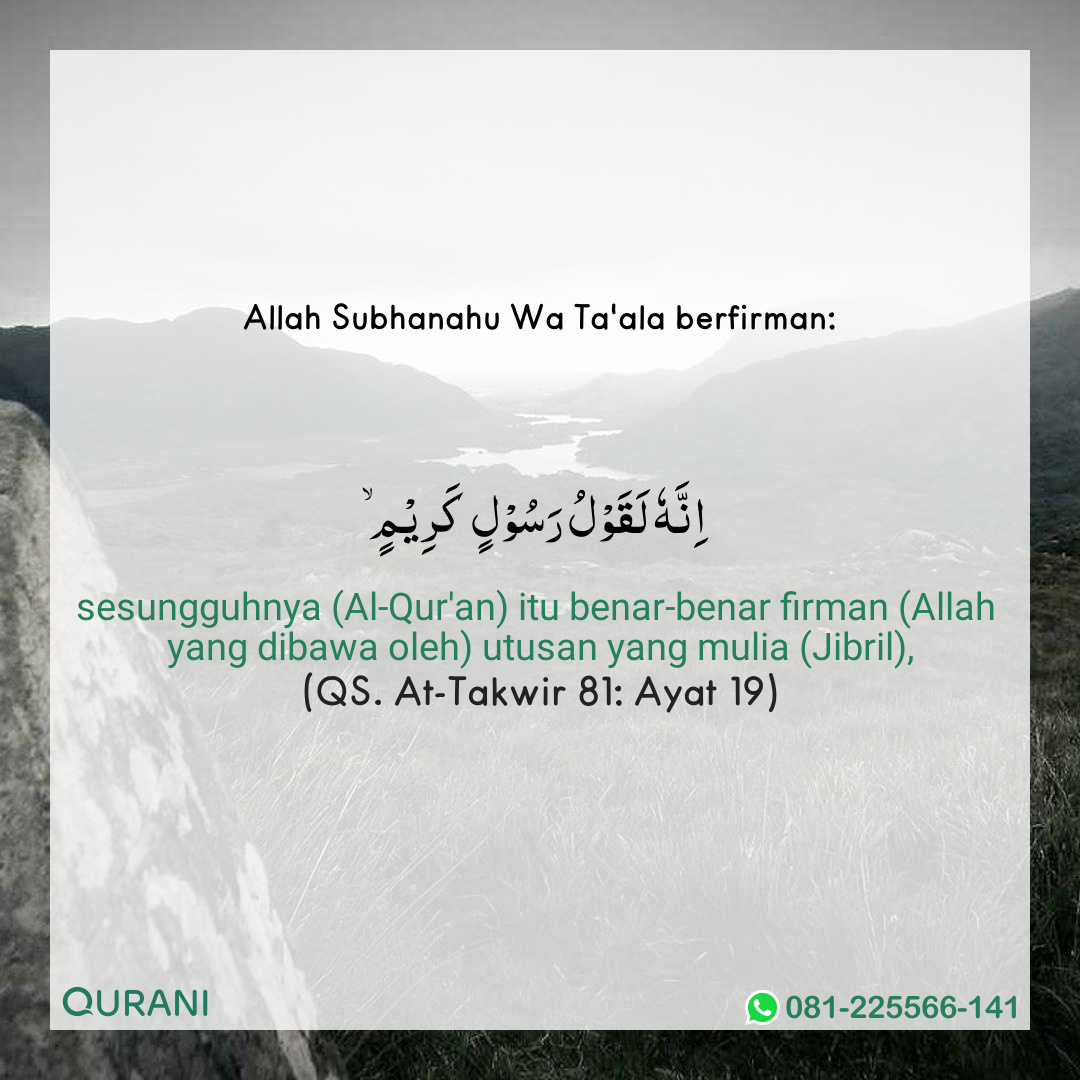 Allah Subhanahu Wa Ta'ala berfirman:
اِنَّهٗ لَقَوْلُ رَسُوْلٍ كَرِيْمٍۙ
sesungguhnya (Al-Qur'an) itu benar-benar firman (Allah
yang dibawa oleh) utusan yang mulia (Jibril),
(QS. At-Takwir 81: Ayat 19)
QURANI
081-225566-141